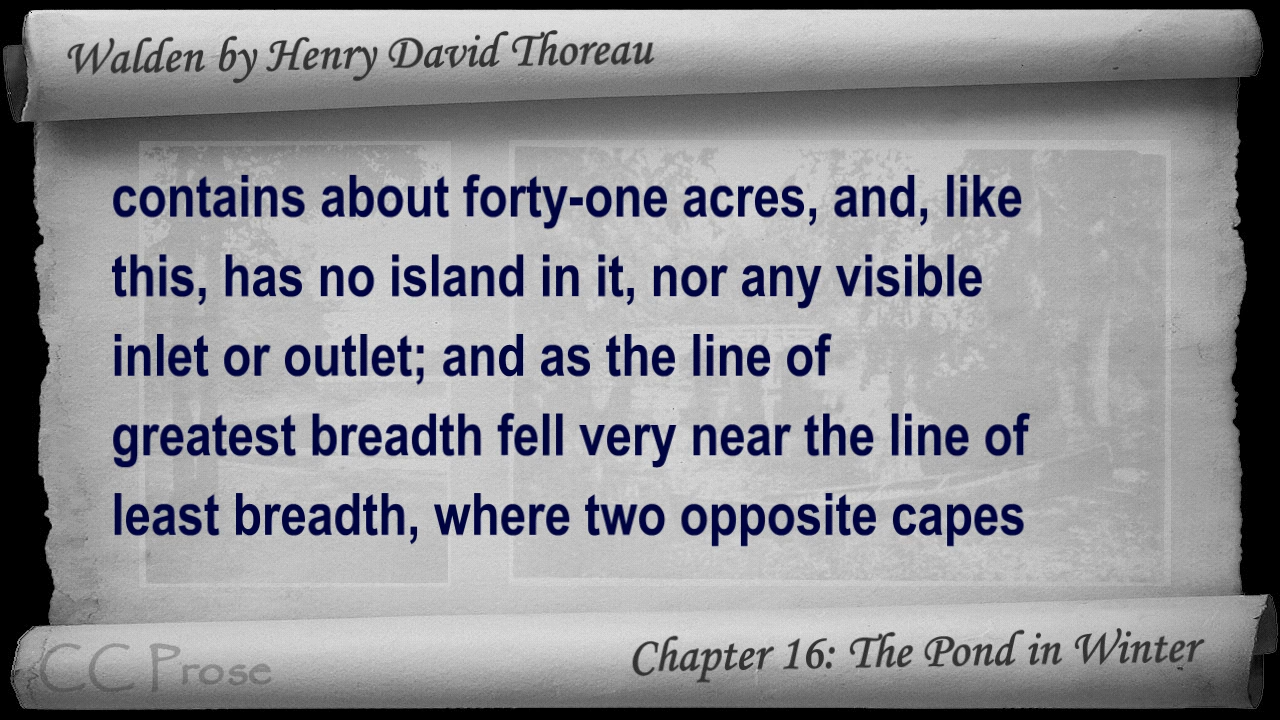 Walden by Henry David Thoreau
contains about forty-one acres, and, like
this, has no island in it, nor any visible
inlet or outlet; and as the line of
greatest breadth fell very near the line of
least breadth, where two opposite capes
Chapter 16: The Pond in Winter
CC Prose